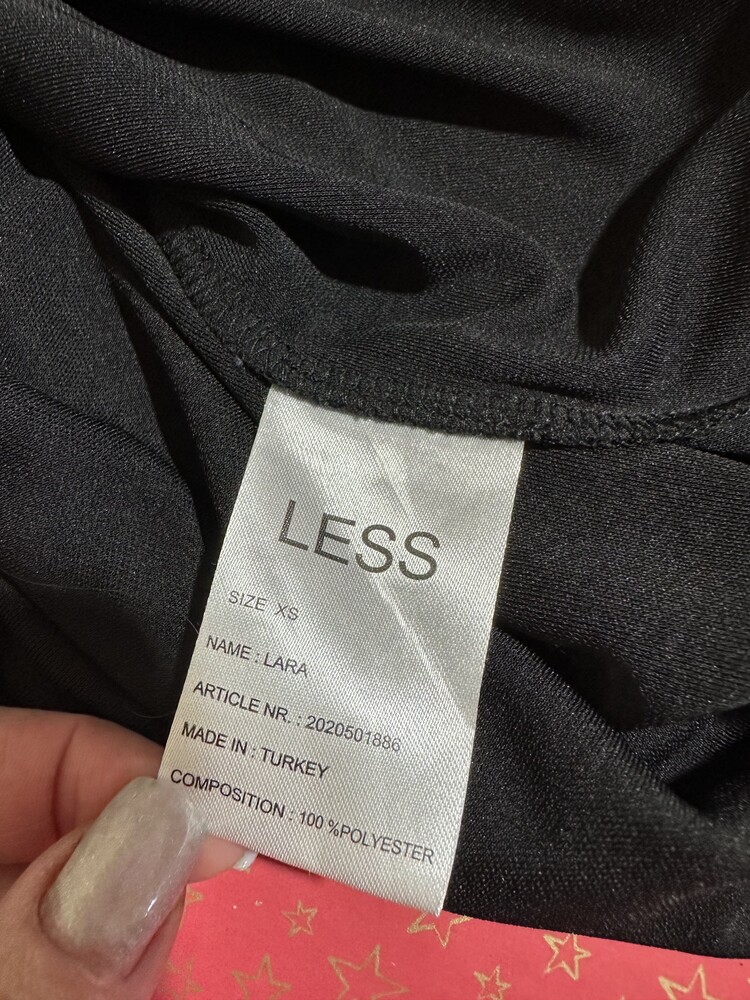 LESS
SIZE XS
NAME : LARA
ARTICLE NR. : 2020501886
MADE IN : TURKEY
COMPOSITION : 100 %POLYESTER